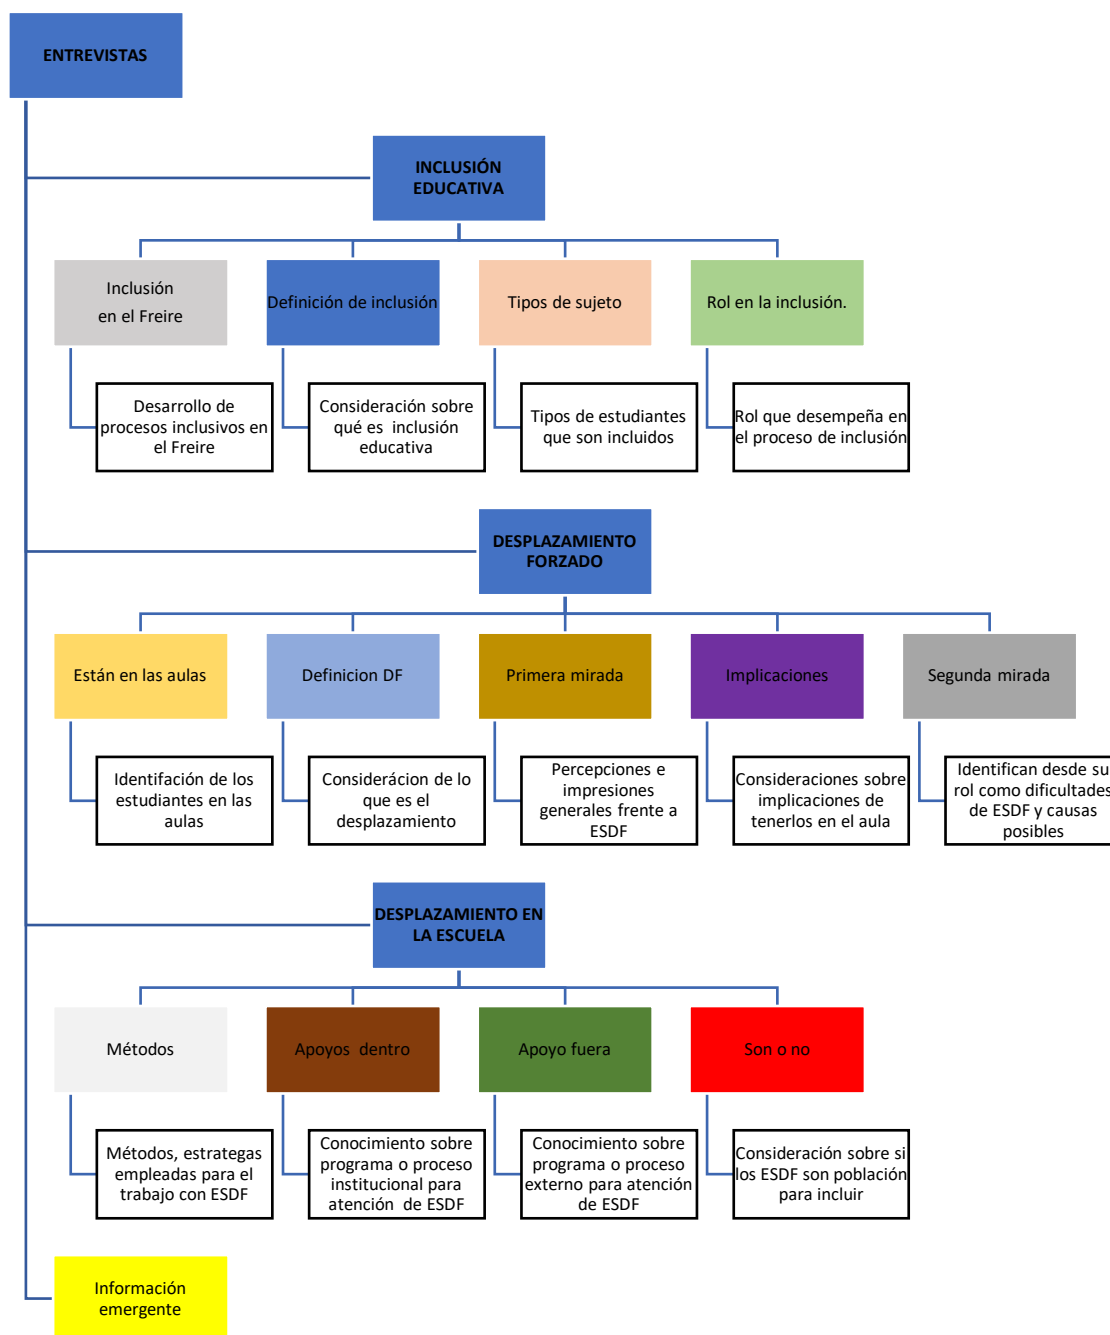 ENTREVISTAS
INCLUSIÓN
EDUCATIVA
Inclusión
en el Freire
Definición de inclusión
Tipos de sujeto
Rol en la inclusión.
Desarrollo de
procesos inclusivos en
el Freire
Consideración sobre
qué es inclusión
educativa
Tipos de estudiantes
que son incluidos
Rol que desempeña en
el proceso de inclusión
DESPLAZAMIENTO
FORZADO
Están en las aulas
Definicion DF
Primera mirada
Implicaciones
Segunda mirada
Identifación de los
estudiantes en las
aulas
Considerácion de lo
que es el
desplazamiento
Percepciones e
impresiones
generales frente a
ESDF
Consideraciones sobre
implicaciones de
tenerlos en el aula
Identifican desde su
rol como dificultades
de ESDF y causas
posibles
DESPLAZAMIENTO EN
LA ESCUELA
Métodos
Apoyos dentro
Apoyo fuera
Son o no
Métodos, estrategas
empleadas para el
trabajo con ESDF
Conocimiento sobre
programa o proceso
institucional para
atención de ESDF
Conocimiento sobre
programa o proceso
externo para atención
de ESDF
Consideración sobre si
los ESDF son población
para incluir
Información
emergente